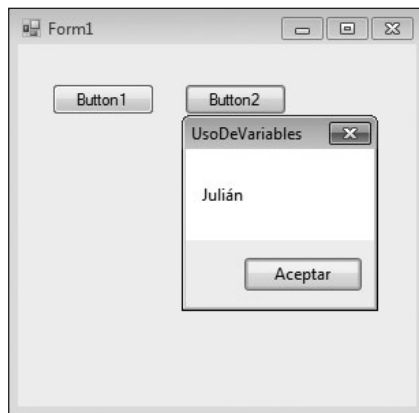 Form1
Button1 Button2
UsoDeVariables
Julián
Aceptar